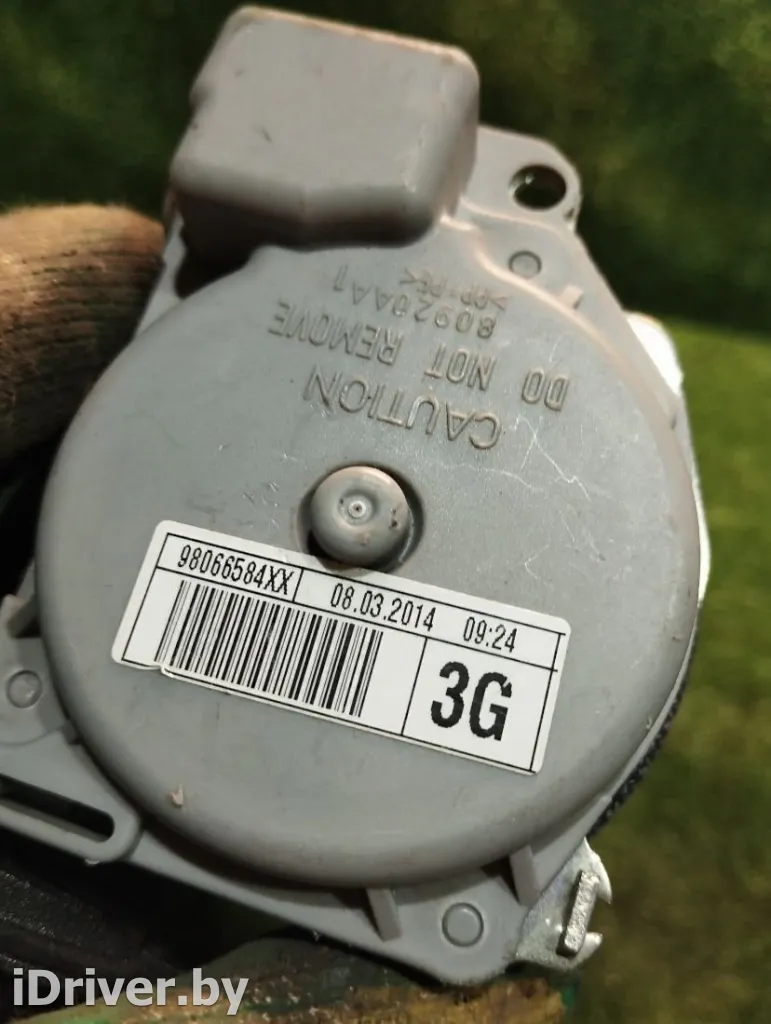 >PP+PE<
80920AA1
DO NOT REMOVE
CAUTION
98066584XX 08.03.2014 09:24
3G
iDriver.by